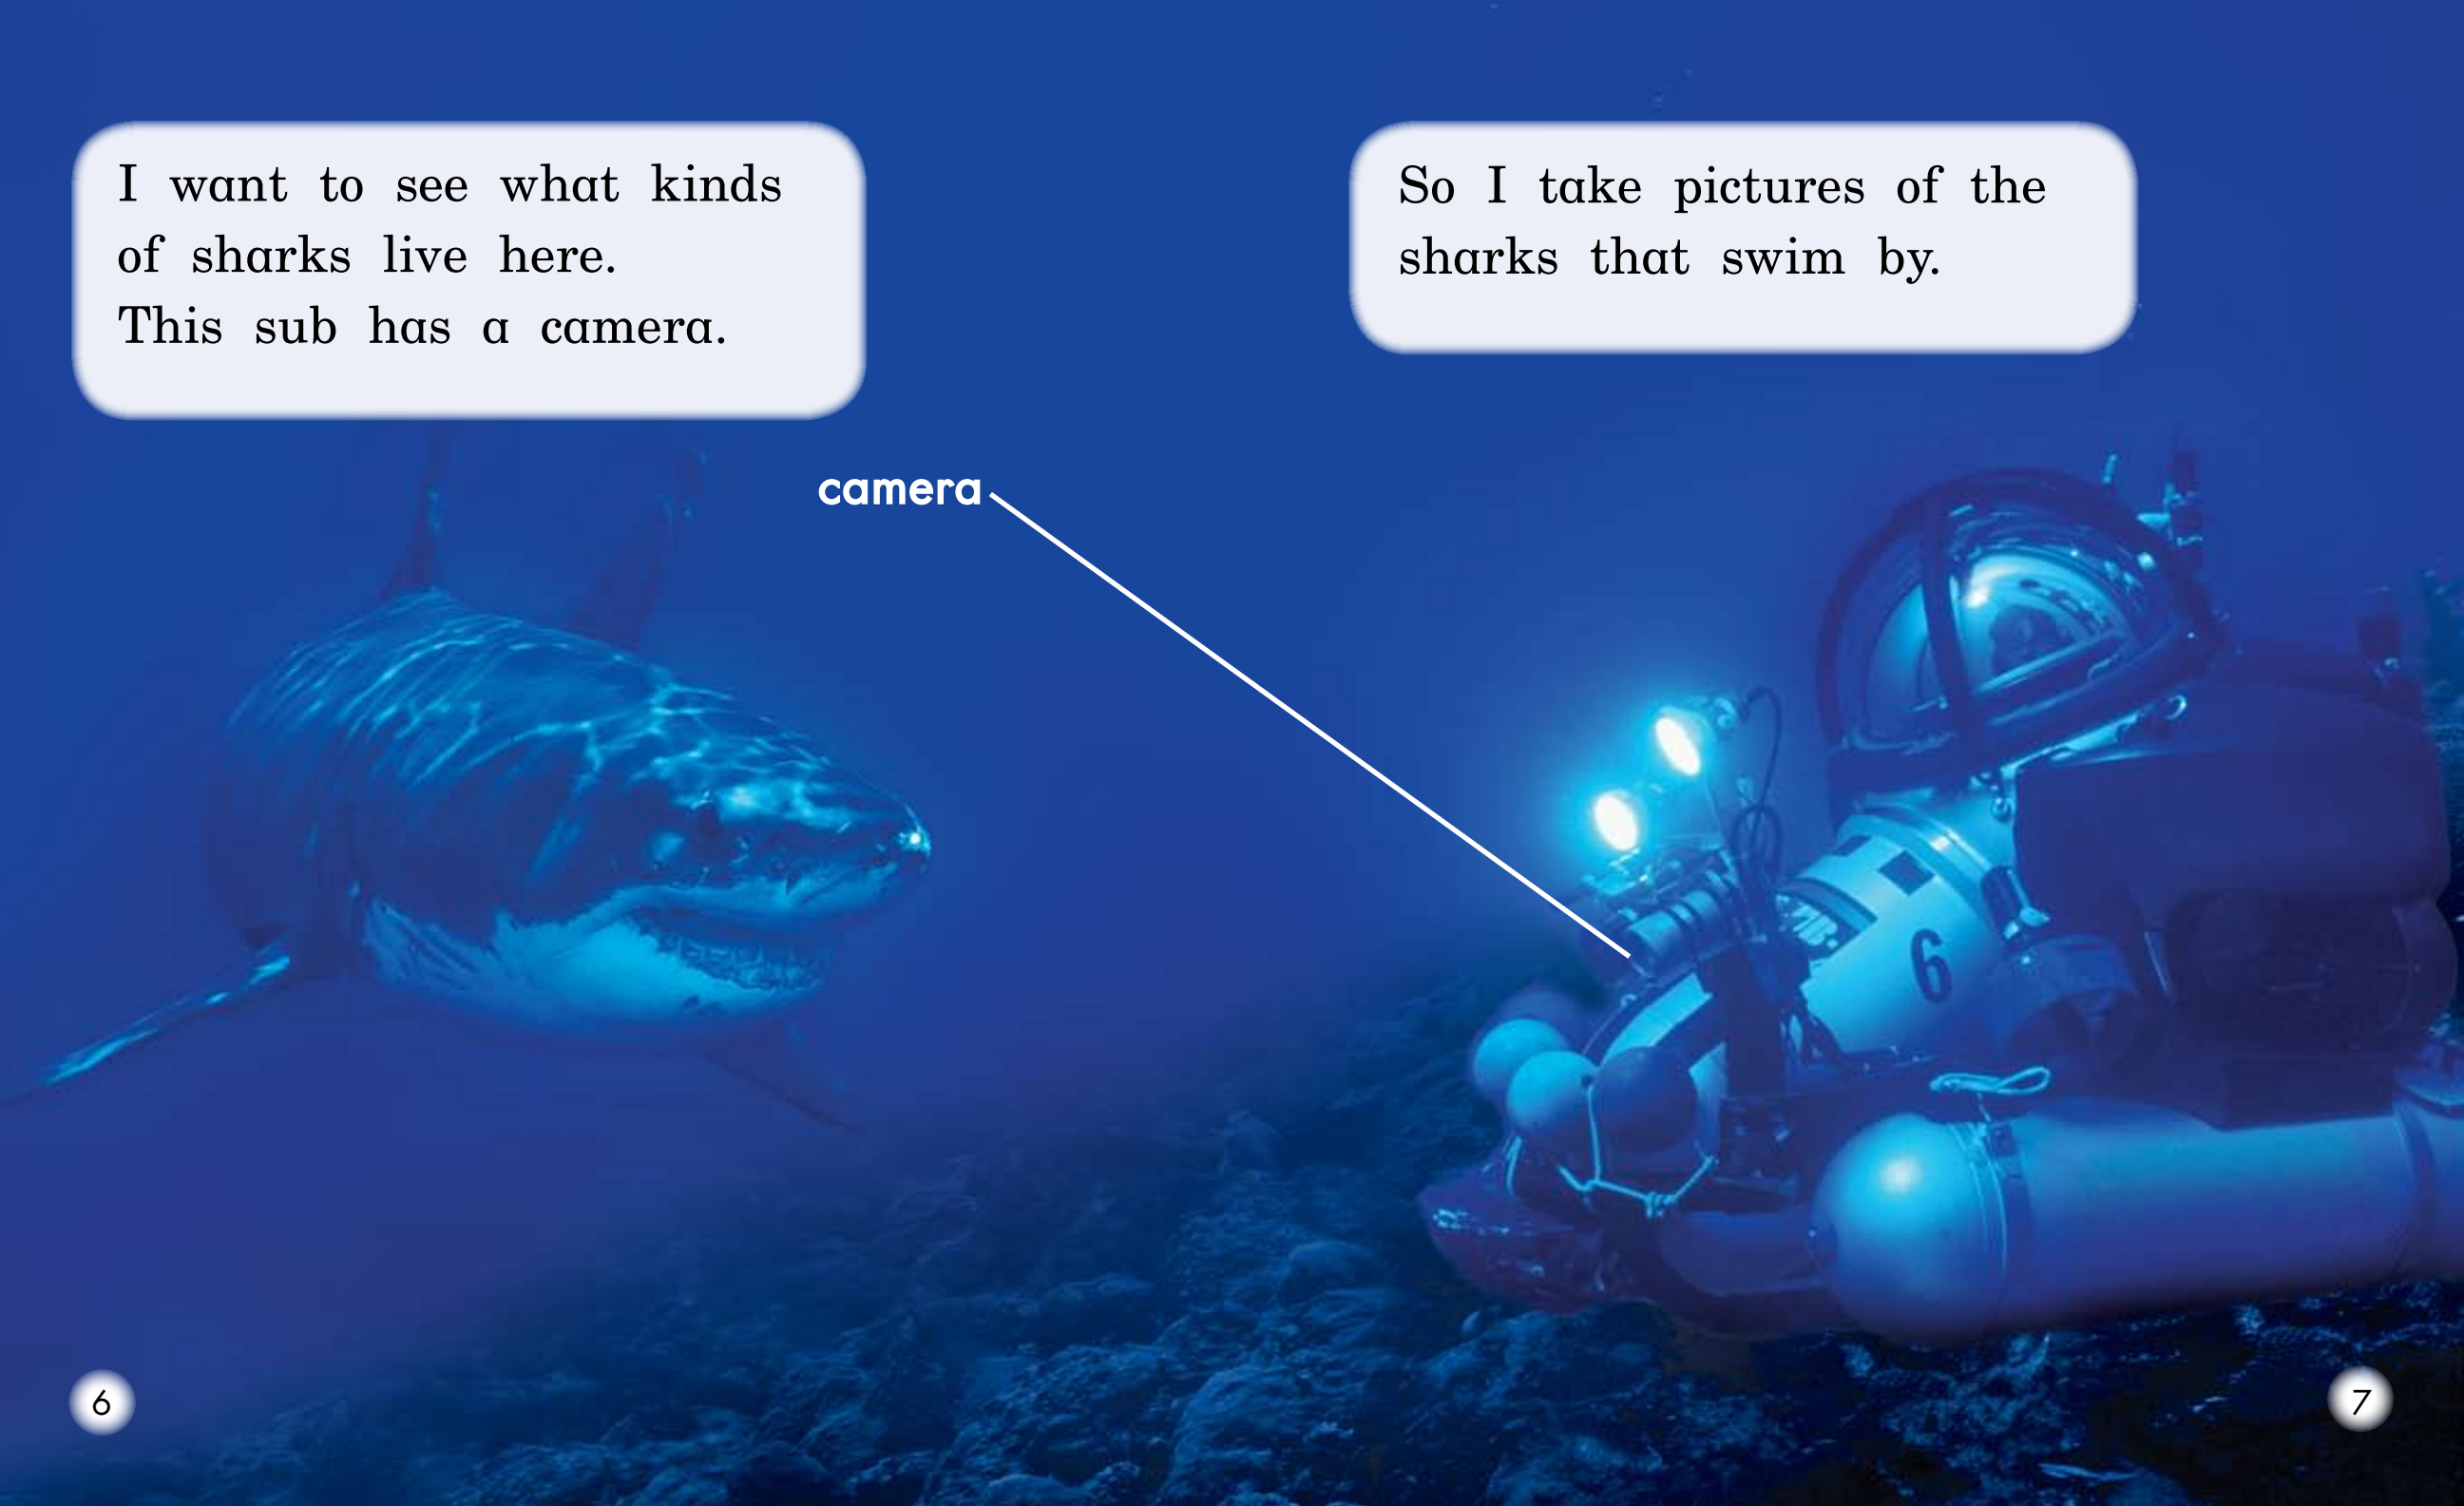 I want to see what kinds
of sharks live here.
This sub has a camera.
So I take pictures of the
sharks that swim by.
camera
6
6
7